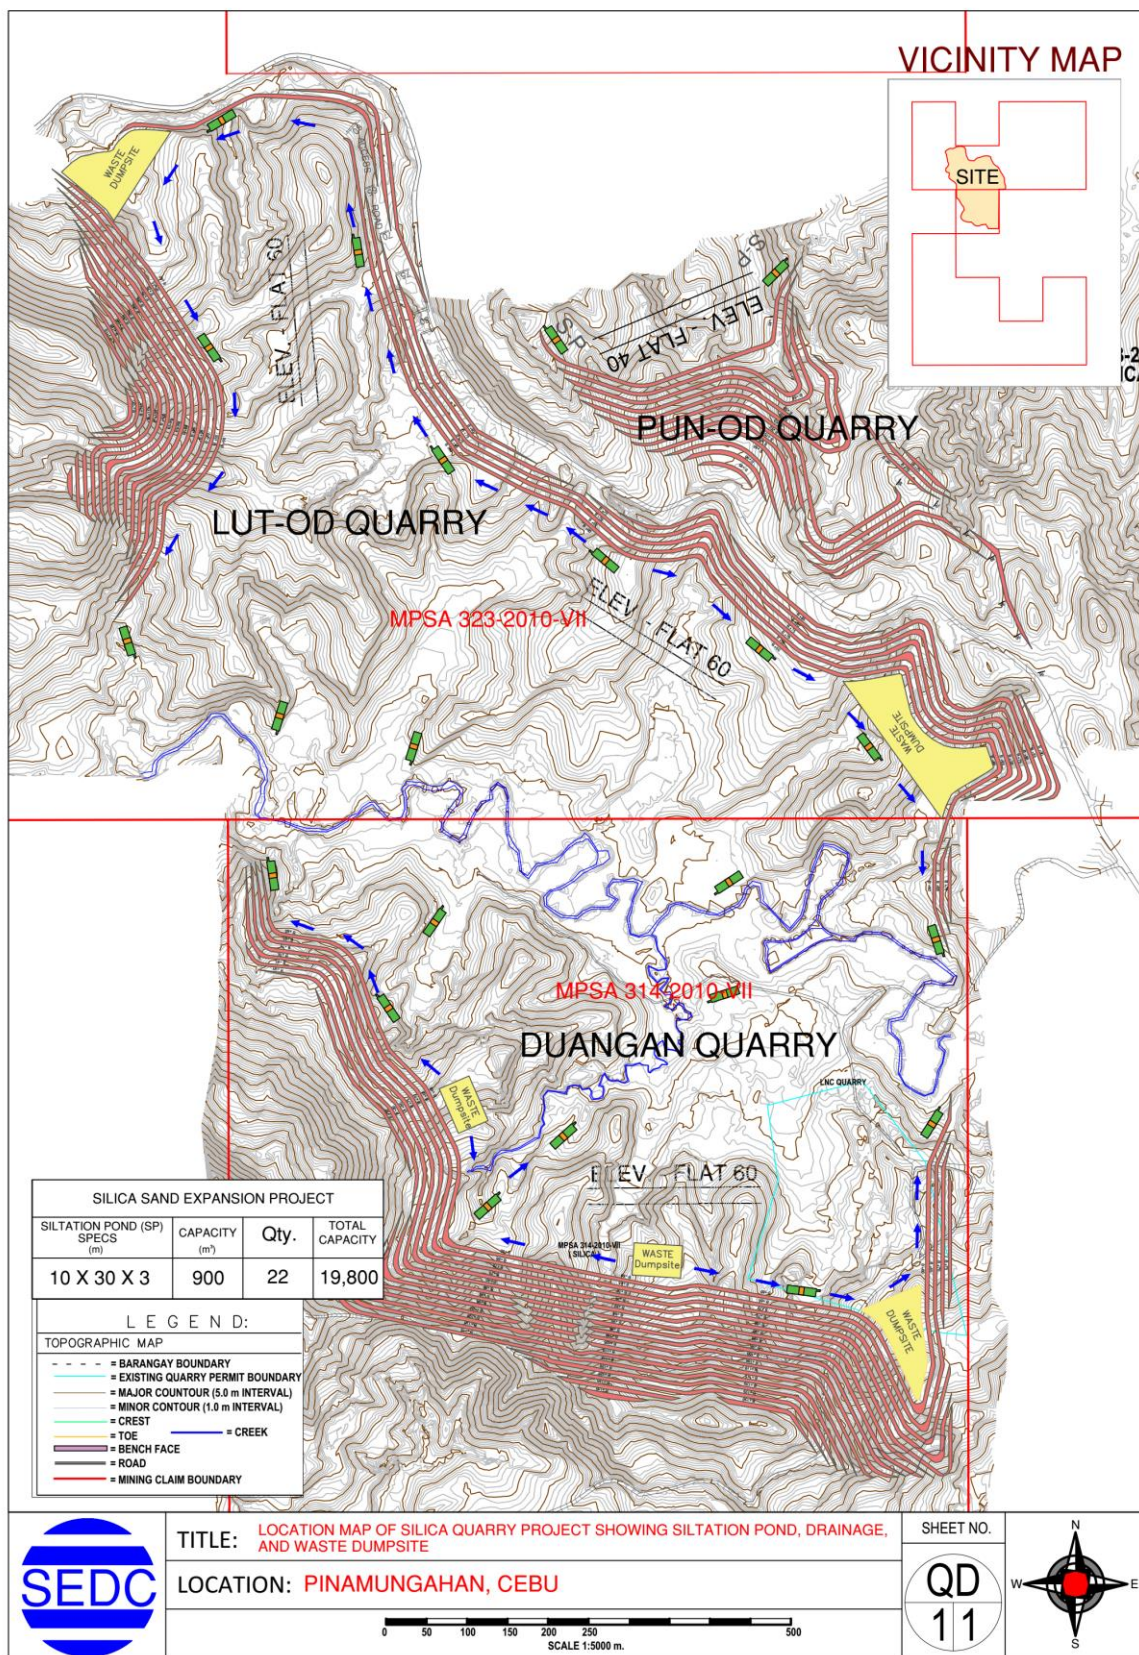 VICINITY MAP
SITE
WASTE
DUMPSITE
ACCESS ROAD
ELEV. - FLAT 60
S-P
S-P
ELEV - FLAT 40
PUN-OD QUARRY
LUT-OD QUARRY
MPSA 323-2010-VII
ELEV - FLAT 60
WASTE
DUMPSITE
MPSA 314-2010-VII
DUANGAN QUARRY
LNC QUARRY
WASTE
Dumpsite
ELEV - FLAT 60
MPSA 314-2010-VII
WASTE
Dumpsite
WASTE
DUMPSITE
SILICA SAND EXPANSION PROJECT
SILTATION POND (SP) SPECS (m) CAPACITY (m³) Qty. TOTAL CAPACITY
10 X 30 X 3 900 22 19,800
LEGEND:
TOPOGRAPHIC MAP
= BARANGAY BOUNDARY
= EXISTING QUARRY PERMIT BOUNDARY
= MAJOR COUNTOUR (5.0 m INTERVAL)
= MINOR CONTOUR (1.0 m INTERVAL)
= CREST
= TOE
= CREEK
= BENCH FACE
= ROAD
= MINING CLAIM BOUNDARY
SEDC
TITLE: LOCATION MAP OF SILICA QUARRY PROJECT SHOWING SILTATION POND, DRAINAGE,
AND WASTE DUMPSITE
LOCATION: PINAMUNGAHAN, CEBU
0 50 100 150 200 250 500
SCALE 1:5000 m.
SHEET NO.
QD
1 1
N
W E
S